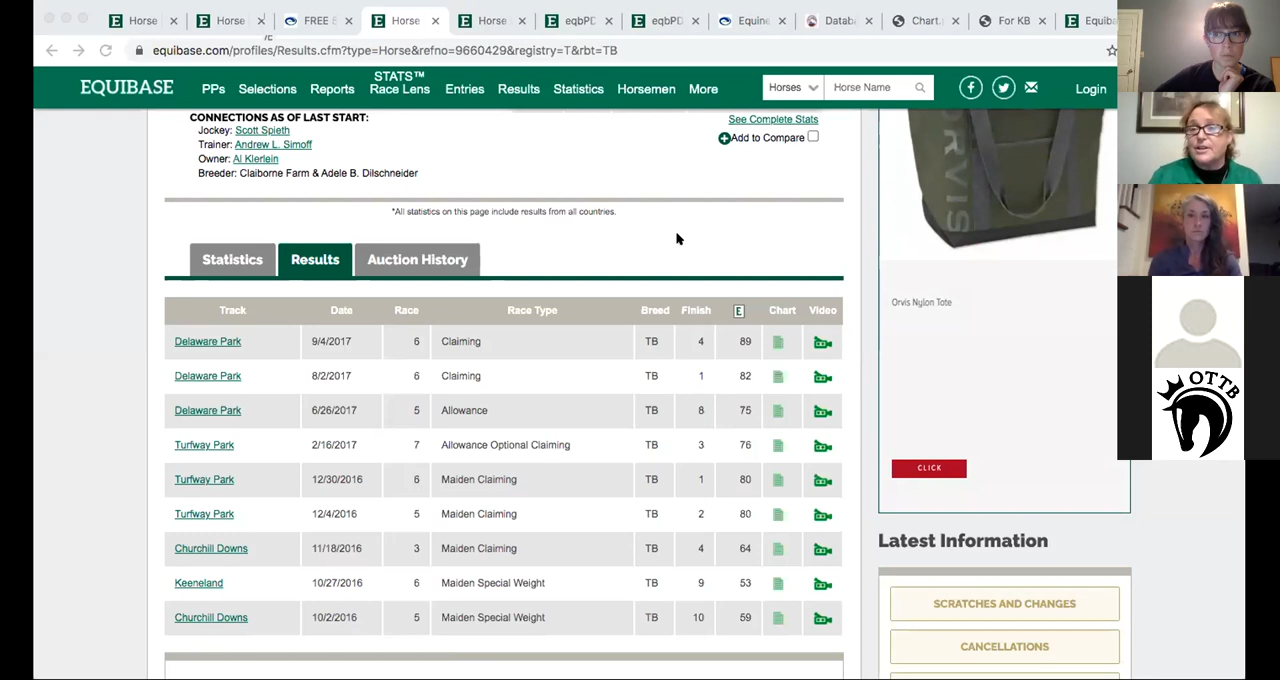 Horse
Horse
FREE E
Horse
Horse
eqbPD
eqbPD
Equine
Datab
Chart.
For KB
Equiba
equibase.com/profiles/Results.cfm?type=Horse&refno=9660429&registry=T&rbt=TB
EQUIBASE
PPs
Selections
Reports
STATS™
Race Lens
Entries
Results
Statistics
Horsemen
More
Horses
Horse Name
Login
CONNECTIONS AS OF LAST START:
Jockey: Scott Spieth
Trainer: Andrew L. Simoff
Owner: Al Klerlein
Breeder: Claiborne Farm & Adele B. Dilschneider
See Complete Stats
Add to Compare
*All statistics on this page include results from all countries.
Statistics
Results
Auction History
Track Date Race Race Type Breed Finish E Chart Video
Delaware Park 9/4/2017 6 Claiming TB 4 89
Delaware Park 8/2/2017 6 Claiming TB 1 82
Delaware Park 6/26/2017 5 Allowance TB 8 75
Turfway Park 2/16/2017 7 Allowance Optional Claiming TB 3 76
Turfway Park 12/30/2016 6 Maiden Claiming TB 1 80
Turfway Park 12/4/2016 5 Maiden Claiming TB 2 80
Churchill Downs 11/18/2016 3 Maiden Claiming TB 4 64
Keeneland 10/27/2016 6 Maiden Special Weight TB 9 53
Churchill Downs 10/2/2016 5 Maiden Special Weight TB 10 59
ORVIS
Orvis Nylon Tote
CLICK
Latest Information
SCRATCHES AND CHANGES
CANCELLATIONS
OTTB